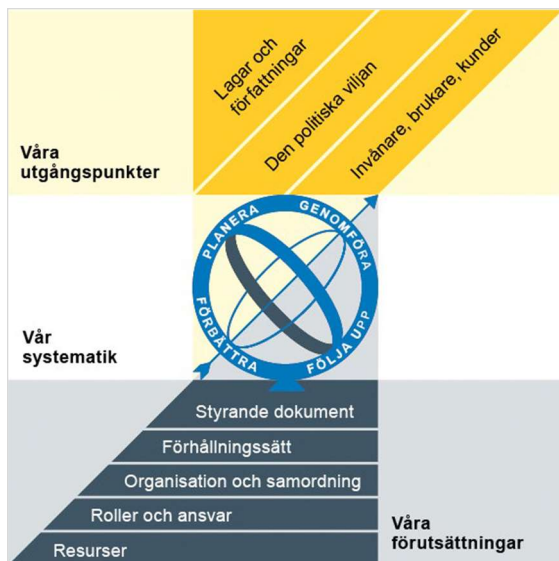 Lagar och
författningar
Den politiska viljan
Invånare, brukare, kunder
Våra
utgångspunkter
PLANERA
GENOMFÖRA
FÖRBÄTTRA
FÖLJA UPP
Vår
systematik
Styrande dokument
Förhållningssätt
Organisation och samordning
Roller och ansvar
Resurser
Våra
förutsättningar